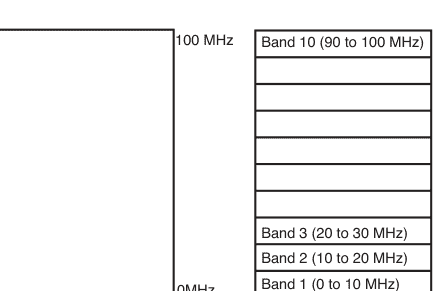 100 MHz
0MHz
Band 10 (90 to 100 MHz)
Band 3 (20 to 30 MHz)
Band 2 (10 to 20 MHz)
Band 1 (0 to 10 MHz)